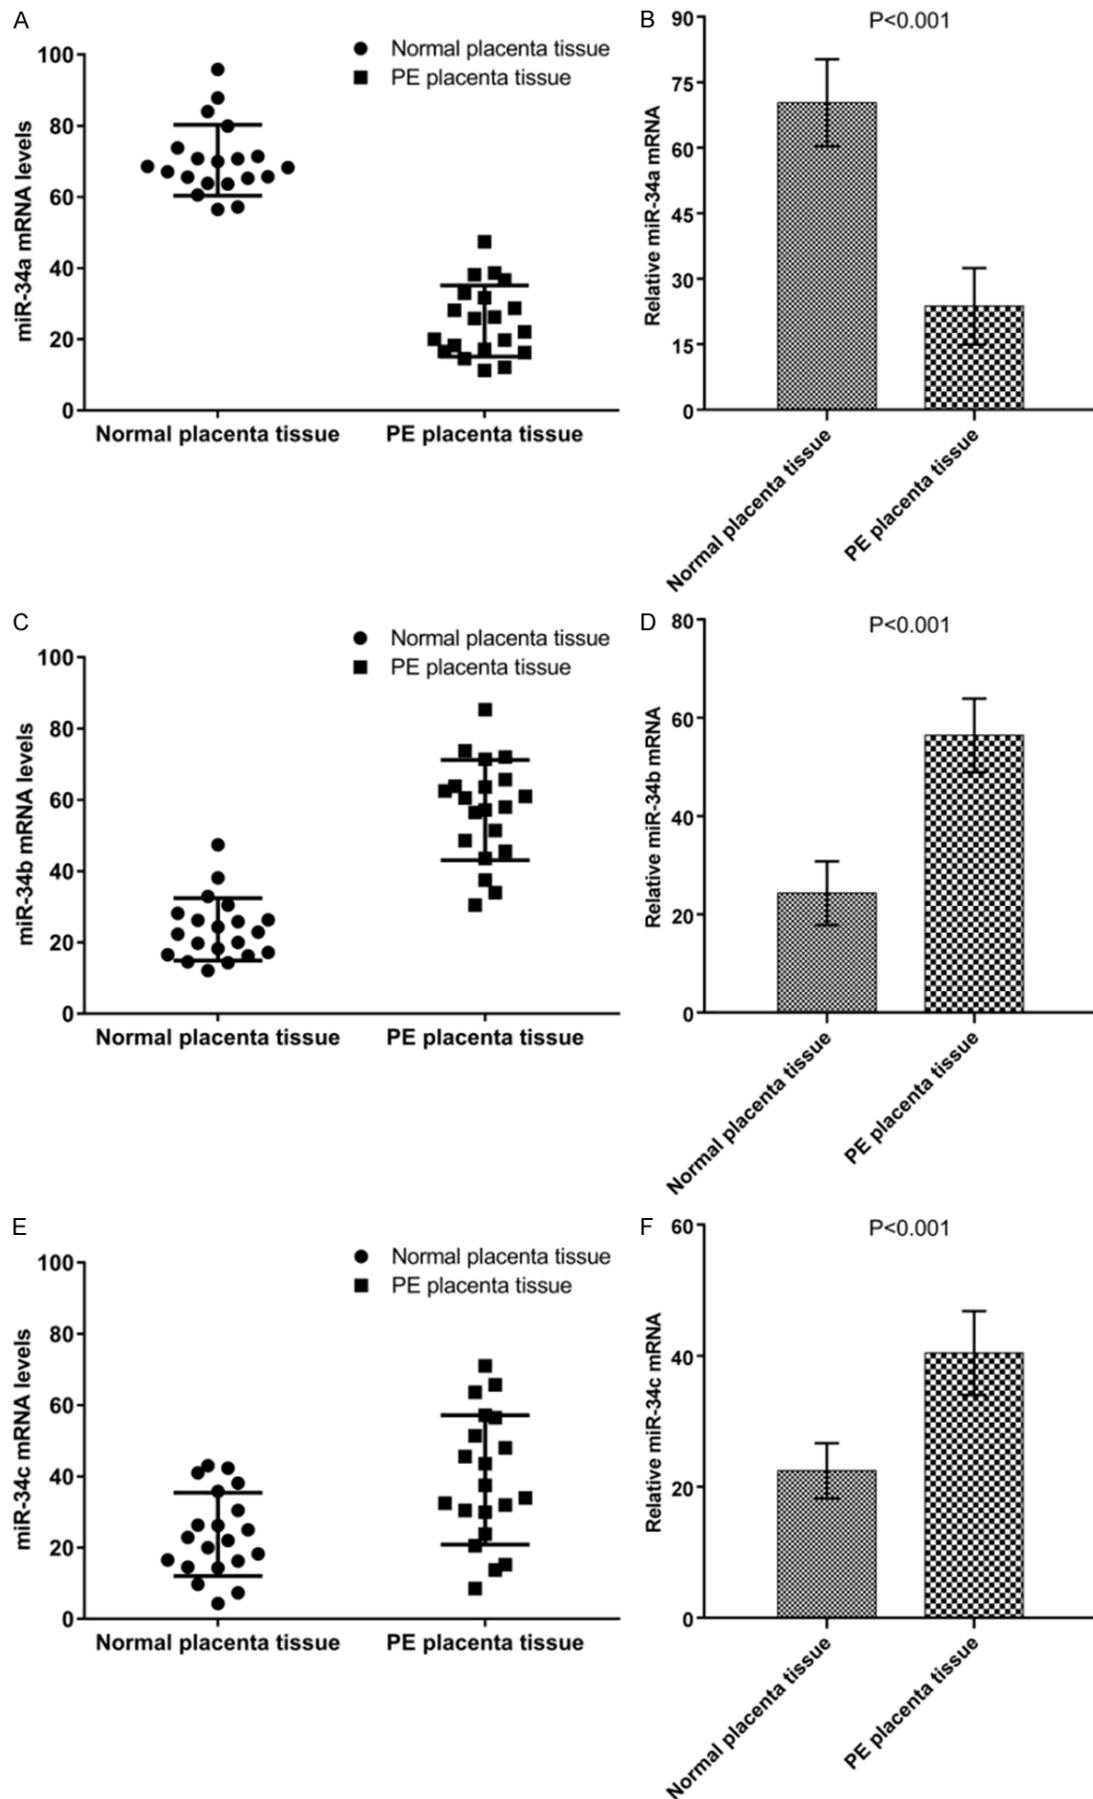 A
miR-34a mRNA levels
100
80
60
40
20
0
Normal placenta tissue
PE placenta tissue
Normal placenta tissue
PE placenta tissue
B
P<0.001
Relative miR-34a mRNA
90
75
60
45
30
15
0
Normal placenta tissue
PE placenta tissue
C
miR-34b mRNA levels
100
80
60
40
20
0
Normal placenta tissue
PE placenta tissue
Normal placenta tissue
PE placenta tissue
D
P<0.001
Relative miR-34b mRNA
80
60
40
20
0
Normal placenta tissue
PE placenta tissue
E
miR-34c mRNA levels
100
80
60
40
20
0
Normal placenta tissue
PE placenta tissue
Normal placenta tissue
PE placenta tissue
F
P<0.001
Relative miR-34c mRNA
60
40
20
0
Normal placenta tissue
PE placenta tissue